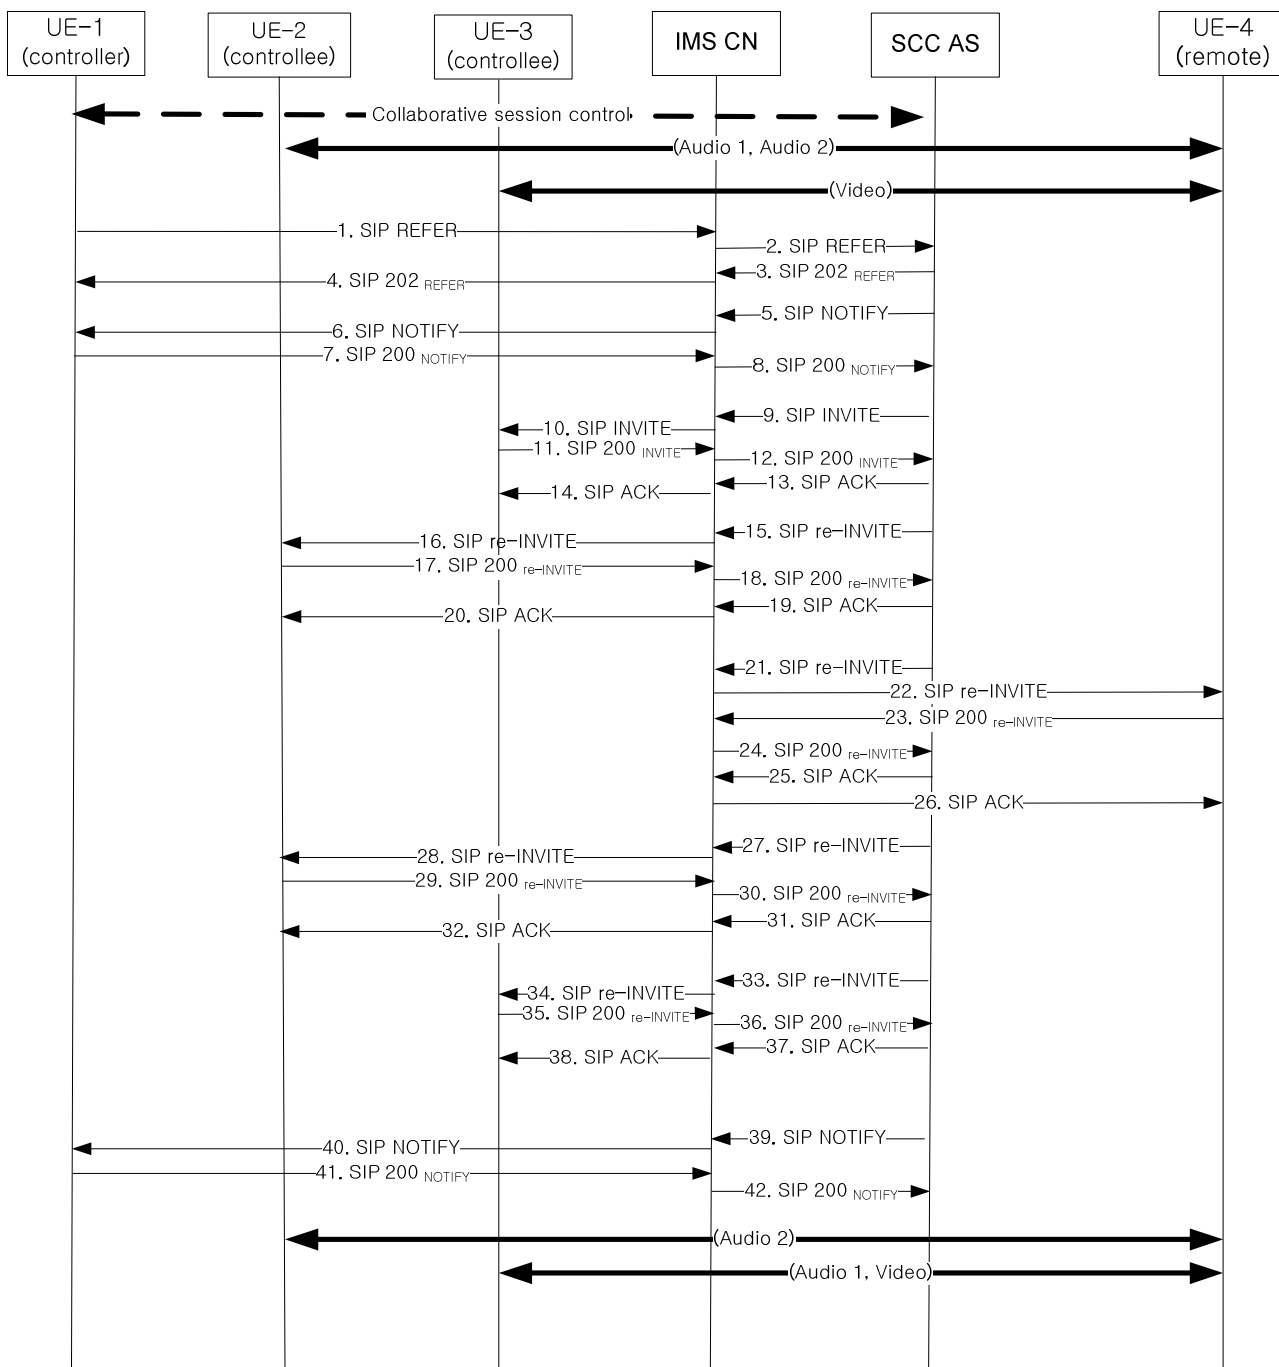 UE-1
(controller)
UE-2
(controllee)
UE-3
(controllee)
IMS CN
SCC AS
UE-4
(remote)
Collaborative session control
(Audio 1, Audio 2)
(Video)
1. SIP REFER
2. SIP REFER
3. SIP 202 REFER
4. SIP 202 REFER
5. SIP NOTIFY
6. SIP NOTIFY
7. SIP 200 NOTIFY
8. SIP 200 NOTIFY
9. SIP INVITE
10. SIP INVITE
11. SIP 200 INVITE
12. SIP 200 INVITE
13. SIP ACK
14. SIP ACK
15. SIP re-INVITE
16. SIP re-INVITE
17. SIP 200 re-INVITE
18. SIP 200 re-INVITE
19. SIP ACK
20. SIP ACK
21. SIP re-INVITE
22. SIP re-INVITE
23. SIP 200 re-INVITE
24. SIP 200 re-INVITE
25. SIP ACK
26. SIP ACK
27. SIP re-INVITE
28. SIP re-INVITE
29. SIP 200 re-INVITE
30. SIP 200 re-INVITE
31. SIP ACK
32. SIP ACK
33. SIP re-INVITE
34. SIP re-INVITE
35. SIP 200 re-INVITE
36. SIP 200 re-INVITE
37. SIP ACK
38. SIP ACK
39. SIP NOTIFY
40. SIP NOTIFY
41. SIP 200 NOTIFY
42. SIP 200 NOTIFY
(Audio 2)
(Audio 1, Video)